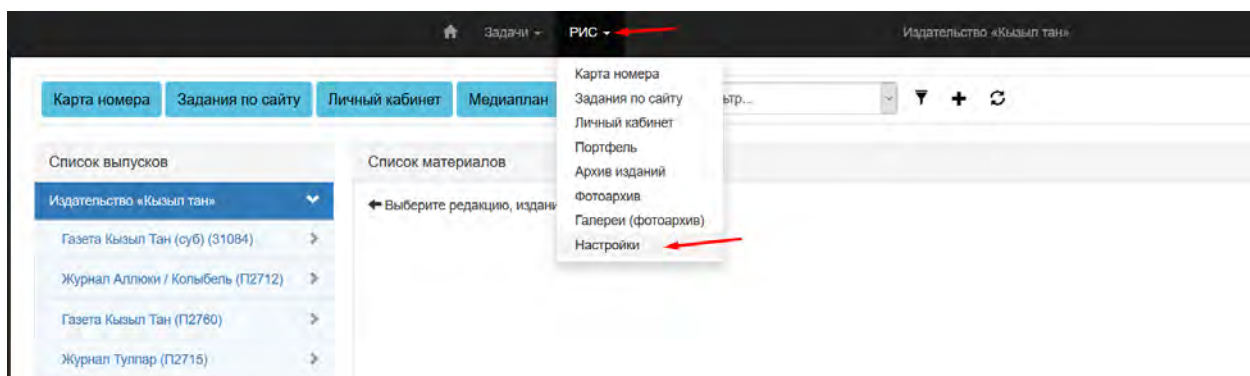 Задачи РИС Издательство «Кызыл тан»
Карта номера Задания по сайту Личный кабинет Медиаплан ьтр...
Карта номера
Задания по сайту
Личный кабинет
Портфель
Архив изданий
Фотоархив
Галереи (фотоархив)
Настройки
Список выпусков
Издательство «Кызыл тан»
Газета Кызыл Тан (суб) (31084)
Журнал Аллюки / Колыбель (П2712)
Газета Кызыл Тан (П2760)
Журнал Тулпар (П2715)
Список материалов
Выберите редакцию, издани